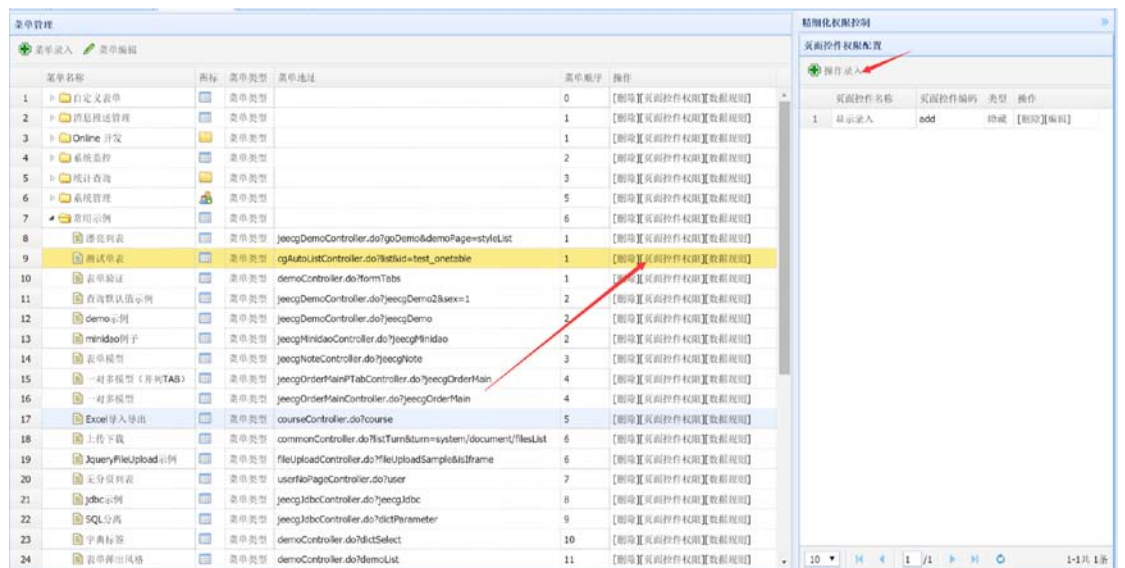 菜单管理
菜单录入 菜单编辑
菜单名称 图标 菜单类型 菜单地址 菜单顺序 操作
1 自定义表单 菜单类型 0 [删除][页面控件权限][数据规则]
2 消息推送管理 菜单类型 1 [删除][页面控件权限][数据规则]
3 Online 开发 菜单类型 1 [删除][页面控件权限][数据规则]
4 系统监控 菜单类型 2 [删除][页面控件权限][数据规则]
5 统计查询 菜单类型 3 [删除][页面控件权限][数据规则]
6 系统管理 菜单类型 5 [删除][页面控件权限][数据规则]
7 常用示例 菜单类型 6 [删除][页面控件权限][数据规则]
8 漂亮列表 菜单类型 jeecgDemoController.do?goDemo&demoPage=styleList 1 [删除][页面控件权限][数据规则]
9 测试单表 菜单类型 cgAutoListController.do?list&id=test_onetable 1 [删除][页面控件权限][数据规则]
10 表单验证 菜单类型 demoController.do?formTabs 1 [删除][页面控件权限][数据规则]
11 查询默认值示例 菜单类型 jeecgDemoController.do?jeecgDemo2&sex=1 2 [删除][页面控件权限][数据规则]
12 demo示例 菜单类型 jeecgDemoController.do?jeecgDemo 2 [删除][页面控件权限][数据规则]
13 minidao例子 菜单类型 jeecgMinidaoController.do?jeecgMinidao 2 [删除][页面控件权限][数据规则]
14 表单模型 菜单类型 jeecgNoteController.do?jeecgNote 3 [删除][页面控件权限][数据规则]
15 一对多模型（并列TAB） 菜单类型 jeecgOrderMainPTabController.do?jeecgOrderMain 4 [删除][页面控件权限][数据规则]
16 一对多模型 菜单类型 jeecgOrderMainController.do?jeecgOrderMain 4 [删除][页面控件权限][数据规则]
17 Excel导入导出 菜单类型 courseController.do?course 5 [删除][页面控件权限][数据规则]
18 上传下载 菜单类型 commonController.do?listTurn&turn=system/document/filesList 6 [删除][页面控件权限][数据规则]
19 JqueryFileUpload示例 菜单类型 fileUploadController.do?fileUploadSample&isIframe 6 [删除][页面控件权限][数据规则]
20 无分页列表 菜单类型 userNoPageController.do?user 7 [删除][页面控件权限][数据规则]
21 jdbc示例 菜单类型 jeecgJdbcController.do?jeecgJdbc 8 [删除][页面控件权限][数据规则]
22 SQL分离 菜单类型 jeecgJdbcController.do?dictParameter 9 [删除][页面控件权限][数据规则]
23 字典标签 菜单类型 demoController.do?dictSelect 10 [删除][页面控件权限][数据规则]
24 表单弹出风格 菜单类型 demoController.do?demoList 11 [删除][页面控件权限][数据规则]
精细化权限控制
页面控件权限配置
操作录入
页面控件名称 页面控件编码 类型 操作
1 显示录入 add 隐藏 [删除][编辑]
10 1 /1 1-1共 1条